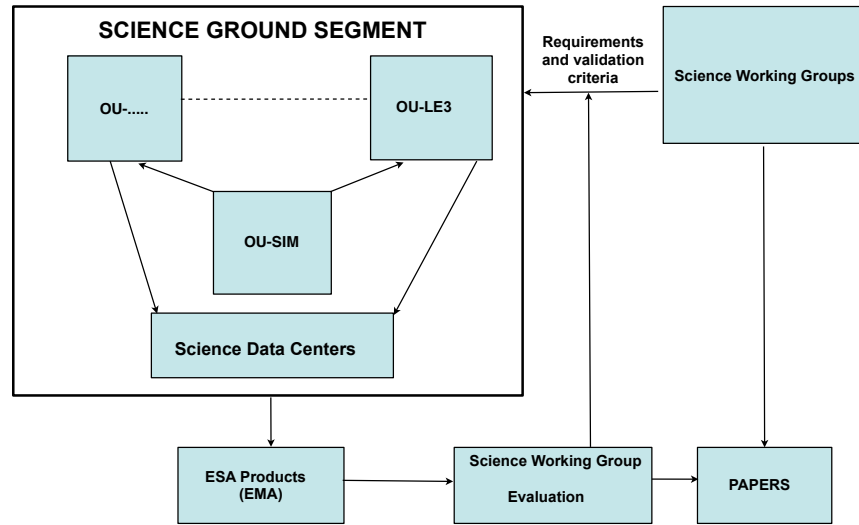 SCIENCE GROUND SEGMENT
Requirements
and validation
criteria
Science Working Groups
OU-.....
OU-LE3
OU-SIM
Science Data Centers
ESA Products
(EMA)
Science Working Group
Evaluation
PAPERS